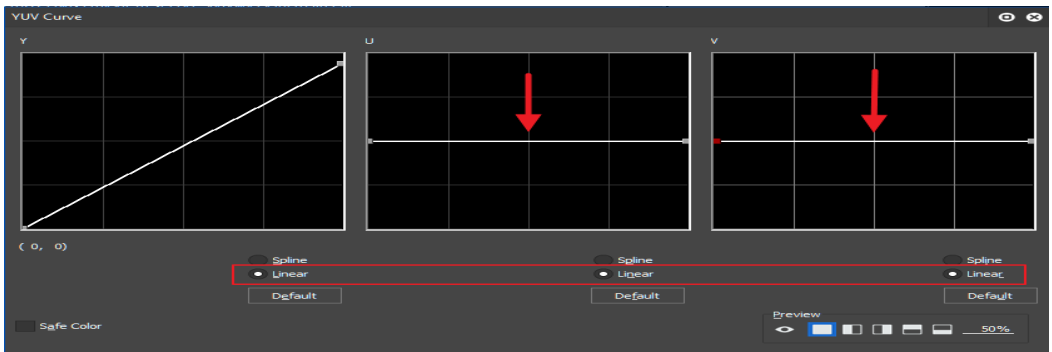 YUV Curve
Y U V
( 0, 0)
Spline Spline Spline
Linear Linear Linear
Default Default Default
Safe Color
Preview
50%